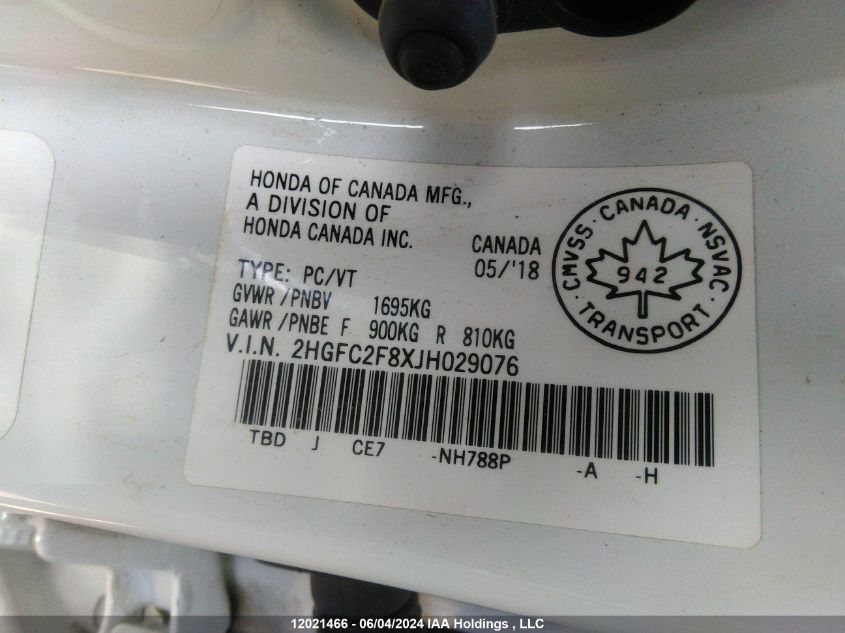 HONDA OF CANADA MFG.,
A DIVISION OF
HONDA CANADA INC.
CANADA
05/'18
TYPE: PC/VT
GVWR /PNBV 1695KG
GAWR /PNBE F 900KG R 810KG
V.I.N. 2HGFC2F8XJH029076
TBD J CE7 -NH788P -A -H
CMVSS · CANADA · NSVAC
942
· TRANSPORT ·
12021466 - 06/04/2024 IAA Holdings , LLC